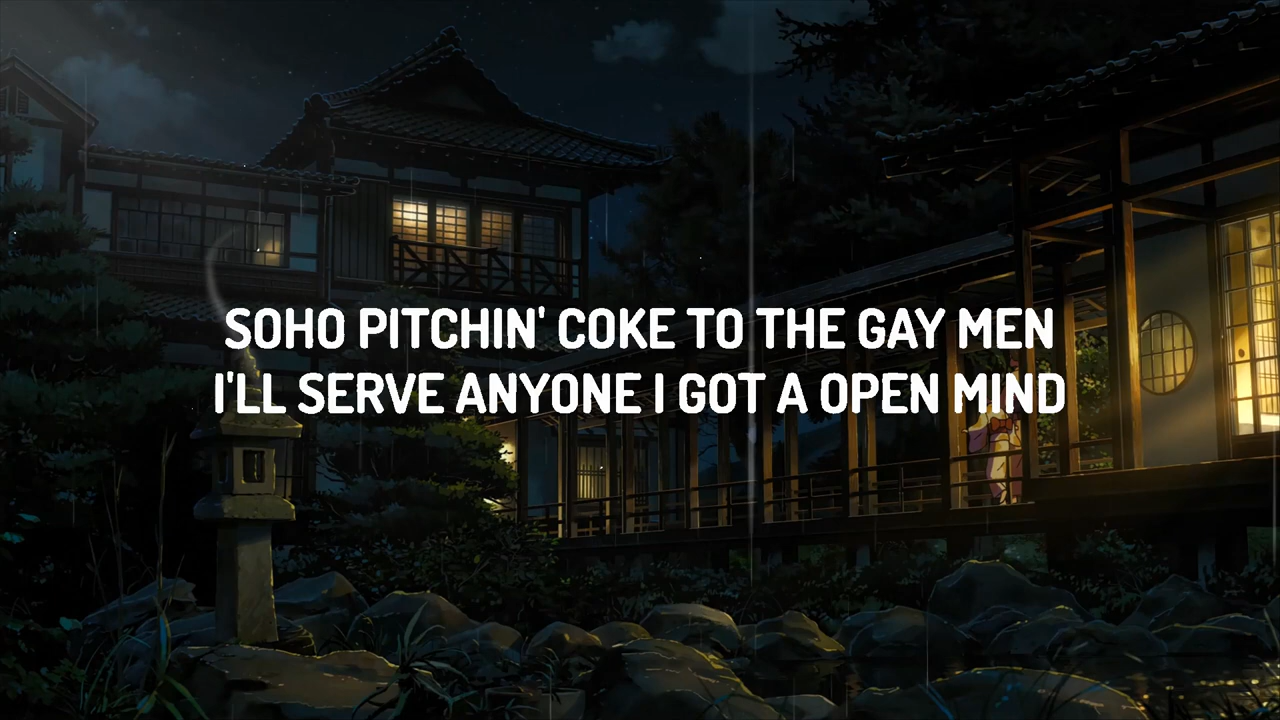 SOHO PITCHIN' COKE TO THE GAY MEN
I'LL SERVE ANYONE I GOT A OPEN MIND